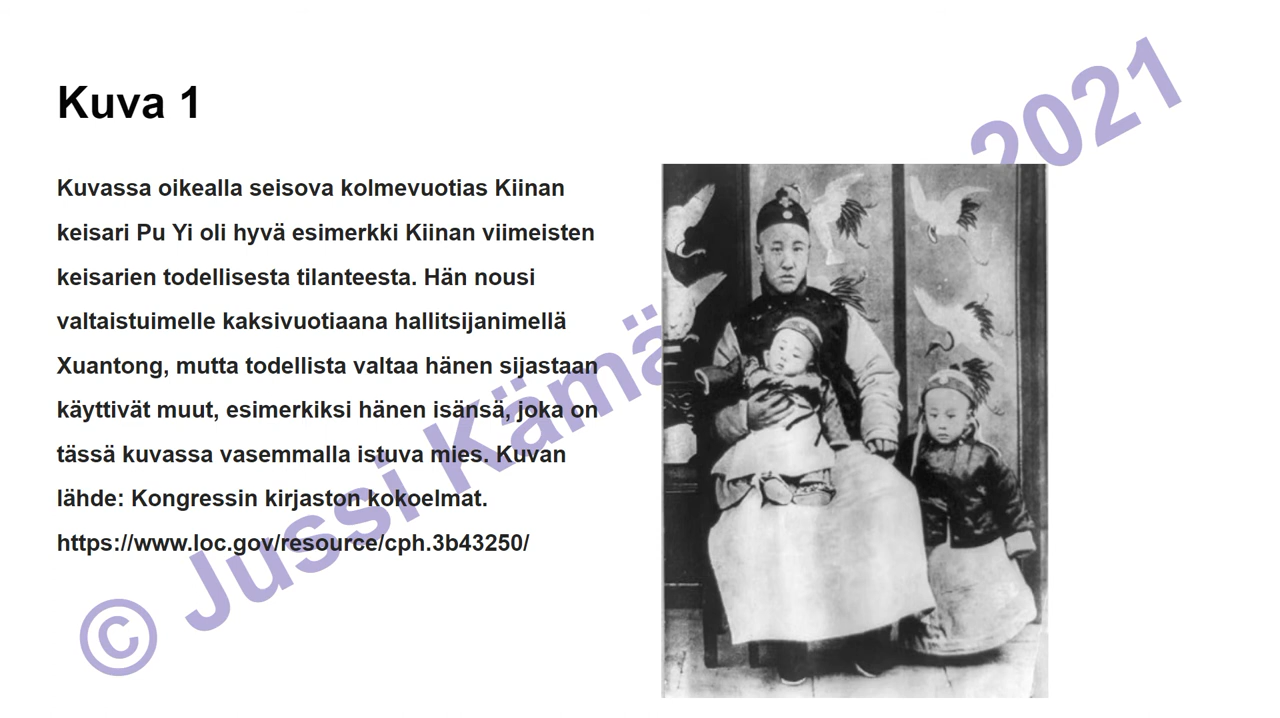 Kuva 1
Kuvassa oikealla seisova kolmevuotias Kiinan
keisari Pu Yi oli hyvä esimerkki Kiinan viimeisten
keisarien todellisesta tilanteesta. Hän nousi
valtaistuimelle kaksivuotiaana hallitsijanimellä
Xuantong, mutta todellista valtaa hänen sijastaan
käyttivät muut, esimerkiksi hänen isänsä, joka on
tässä kuvassa vasemmalla istuva mies. Kuvan
lähde: Kongressin kirjaston kokoelmat.
https://www.loc.gov/resource/cph.3b43250/
© Jussi Kämä 2021